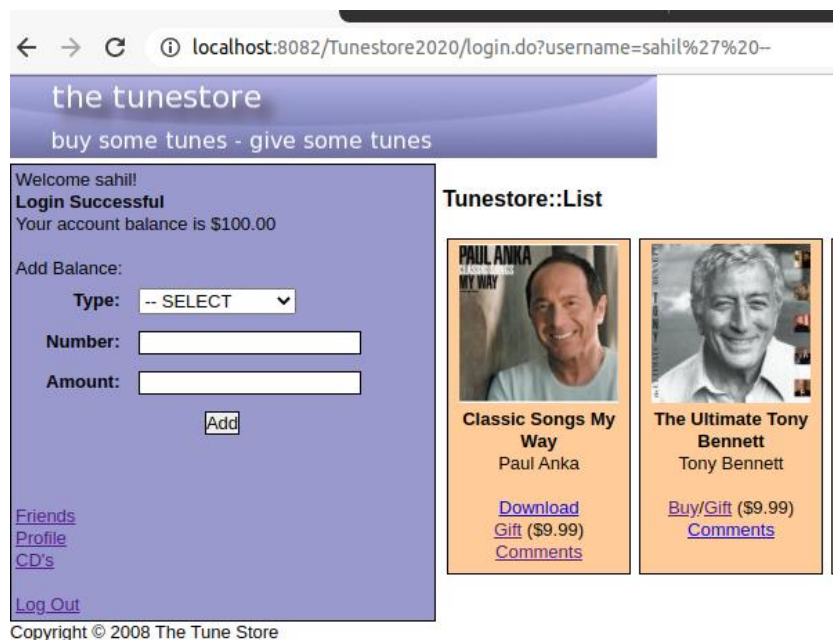 localhost:8082/Tunestore2020/login.do?username=sahil%27%20--
the tunestore
buy some tunes - give some tunes
Welcome sahil!
Login Successful
Your account balance is $100.00
Add Balance:
Type: -- SELECT
Number:
Amount:
Add
Friends
Profile
CD's
Log Out
Copyright © 2008 The Tune Store
Tunestore::List
PAUL ANKA
CLASSIC SONGS
MY WAY
Classic Songs My
Way
Paul Anka
Download
Gift ($9.99)
Comments
The Ultimate Tony
Bennett
Tony Bennett
Buy/Gift ($9.99)
Comments